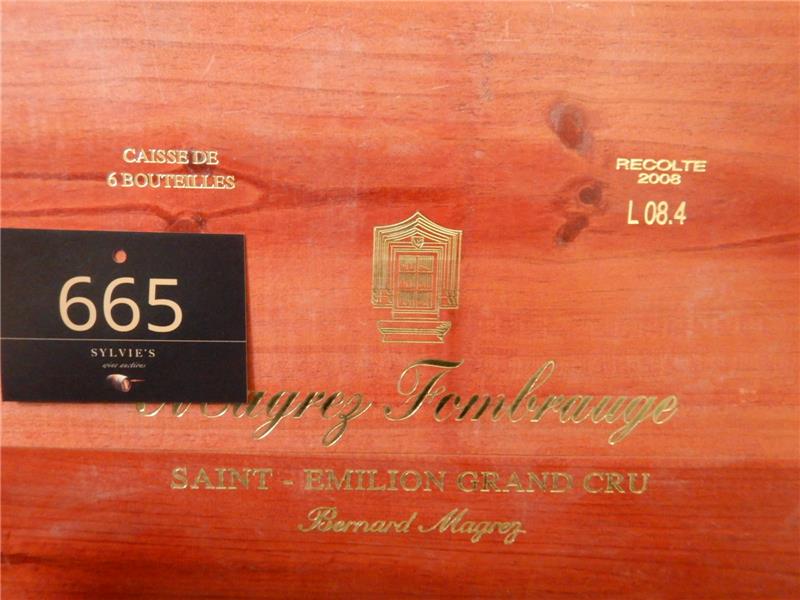 CAISSE DE
6 BOUTEILLES
RECOLTE
2008
L 08.4
665
SYLVIE'S
wine auctions
Magrez Fombrauge
SAINT - EMILION GRAND CRU
Bernard Magrez